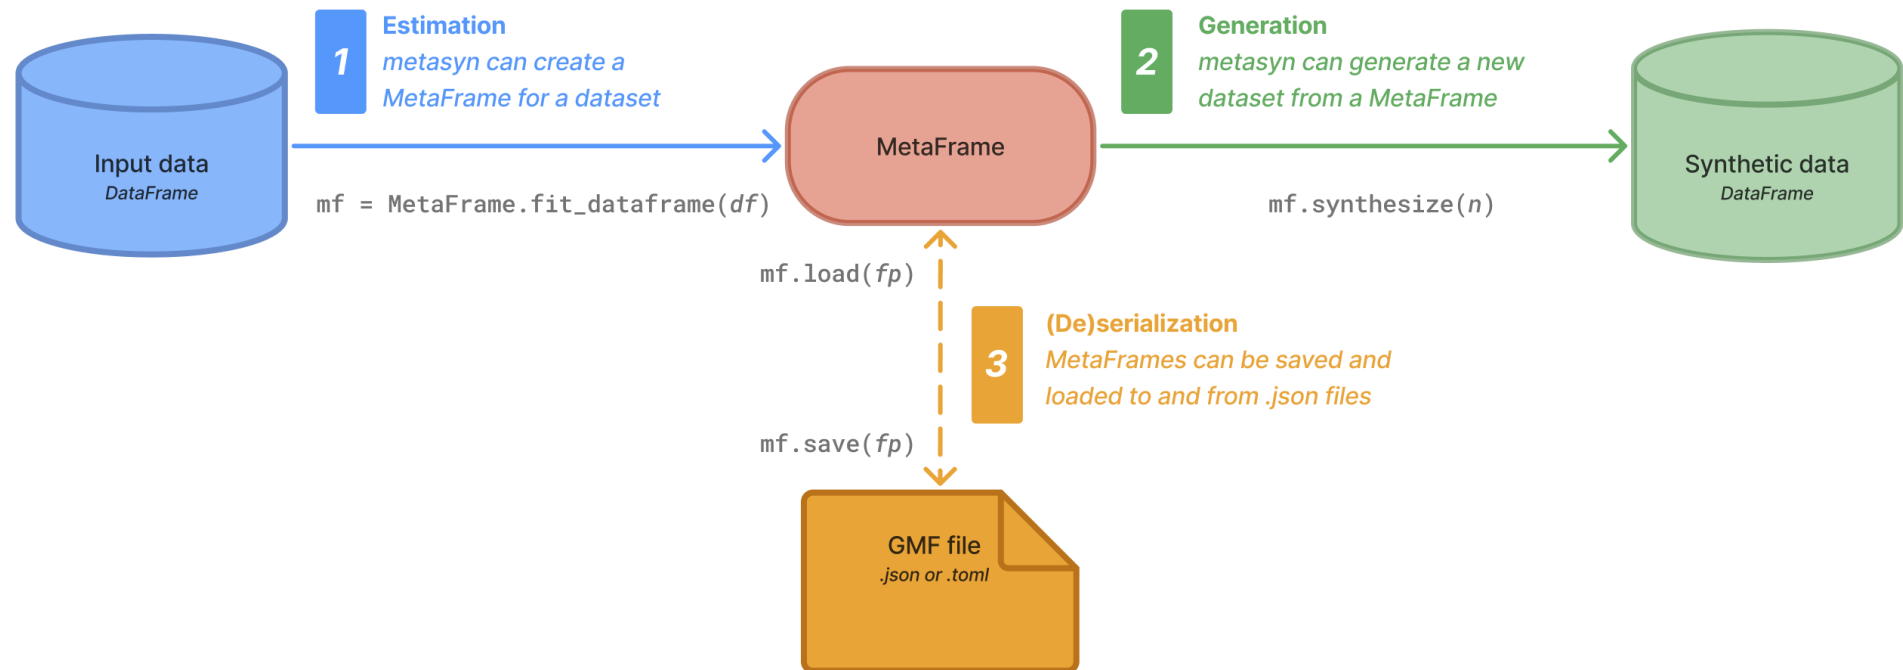 Input data
DataFrame
1
Estimation
metasyn can create a
MetaFrame for a dataset
mf = MetaFrame.fit_dataframe(df)
MetaFrame
2
Generation
metasyn can generate a new
dataset from a MetaFrame
mf.synthesize(n)
Synthetic data
DataFrame
mf.load(fp)
3
(De)serialization
MetaFrames can be saved and
loaded to and from .json files
mf.save(fp)
GMF file
.json or .toml